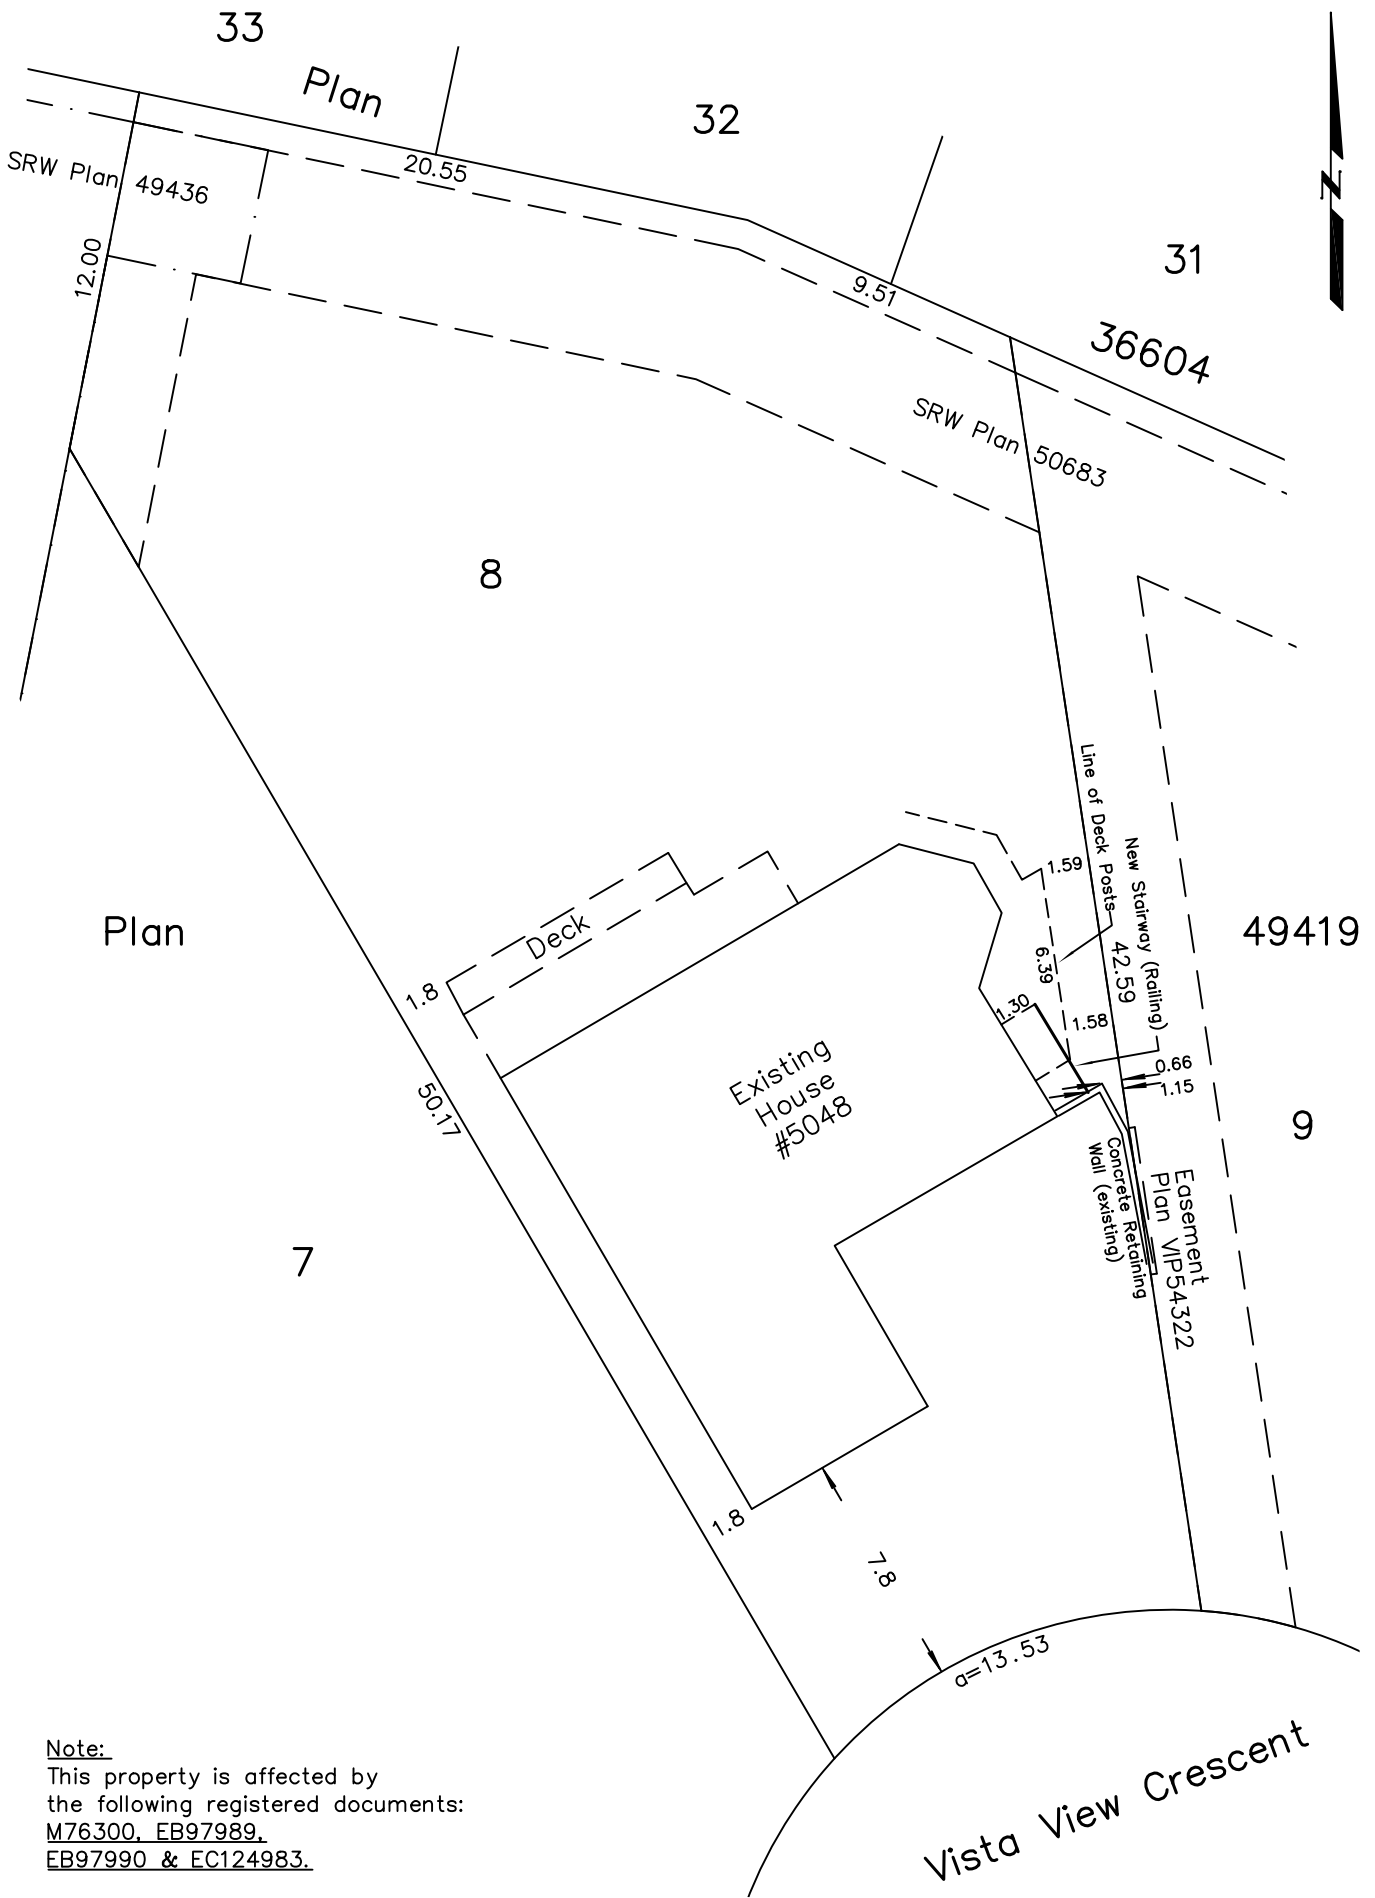 33
Plan
32
N
20.55
SRW Plan 49436
12.00
31
9.51
36604
SRW Plan 50683
8
Line of Deck Posts
New Stairway (Railing)
1.59
Plan
Deck
42.59
49419
6.39
1.8
1.30
1.58
Existing
House
#5048
0.66
1.15
50.17
9
Concrete Retaining
Wall (existing)
Easement
Plan VIP54322
7
1.8
7.8
a=13.53
Vista View Crescent
Note:
This property is affected by
the following registered documents:
M76300, EB97989,
EB97990 & EC124983.